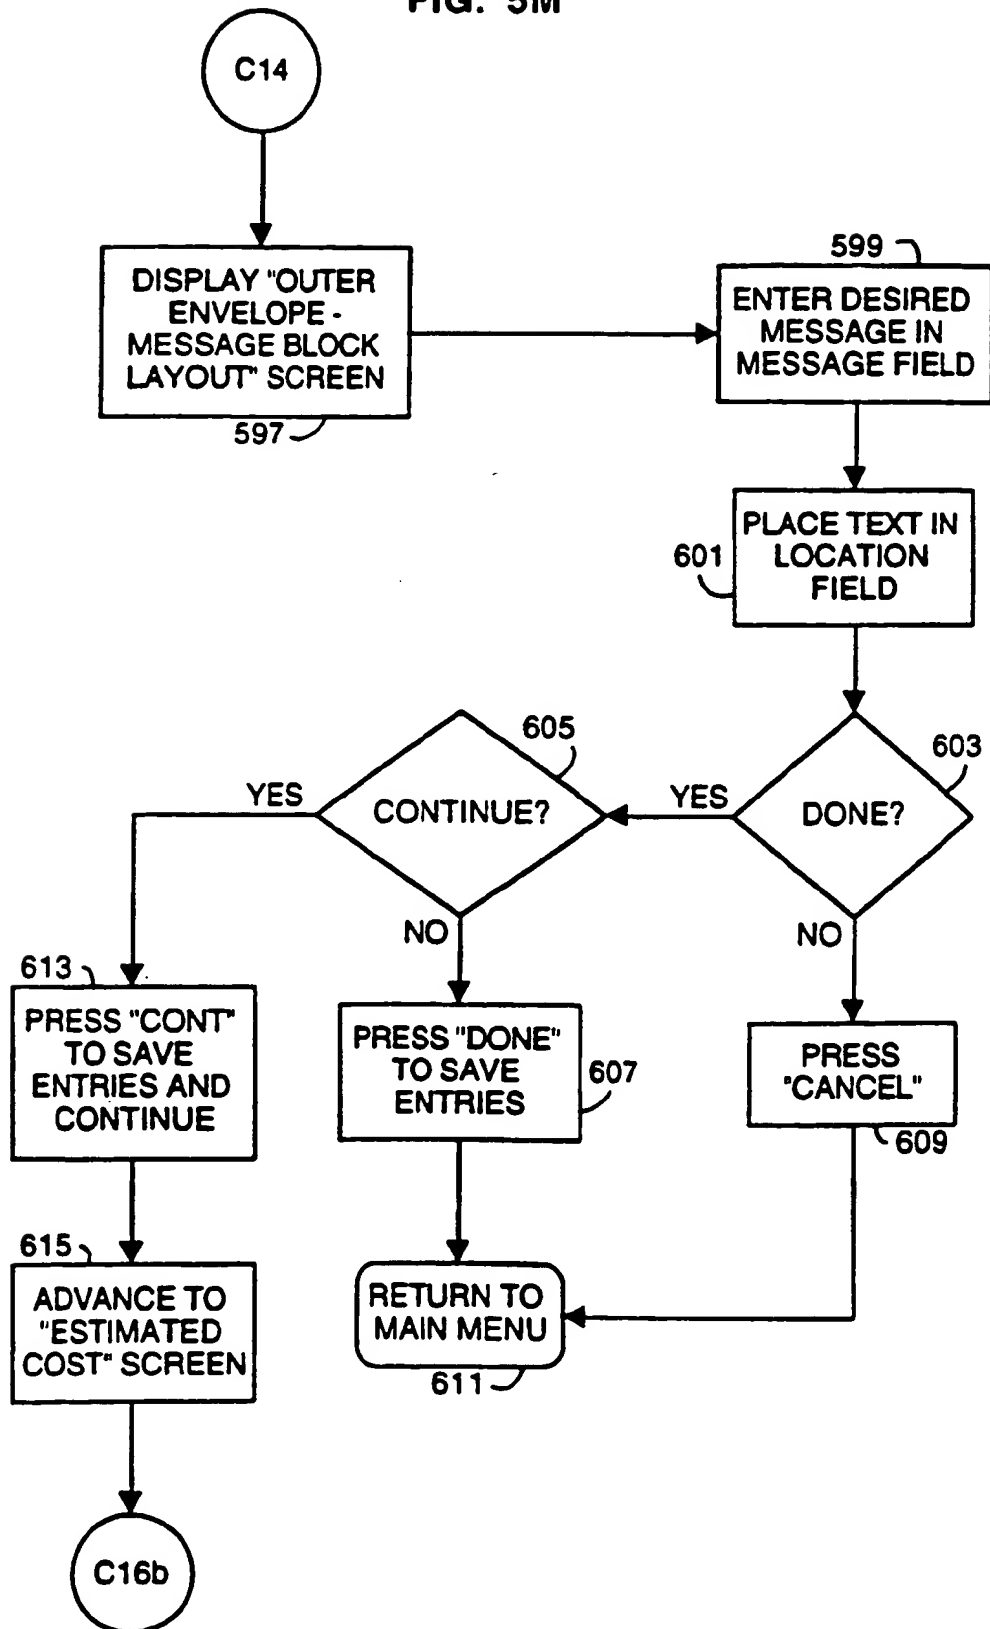 FIG. 5M
C14
DISPLAY "OUTER
ENVELOPE -
MESSAGE BLOCK
LAYOUT" SCREEN
597
599
ENTER DESIRED
MESSAGE IN
MESSAGE FIELD
PLACE TEXT IN
LOCATION
FIELD
601
603
DONE?
YES
NO
605
CONTINUE?
YES
NO
613
PRESS "CONT"
TO SAVE
ENTRIES AND
CONTINUE
PRESS "DONE"
TO SAVE
ENTRIES
607
PRESS
"CANCEL"
609
615
ADVANCE TO
"ESTIMATED
COST" SCREEN
RETURN TO
MAIN MENU
611
C16b